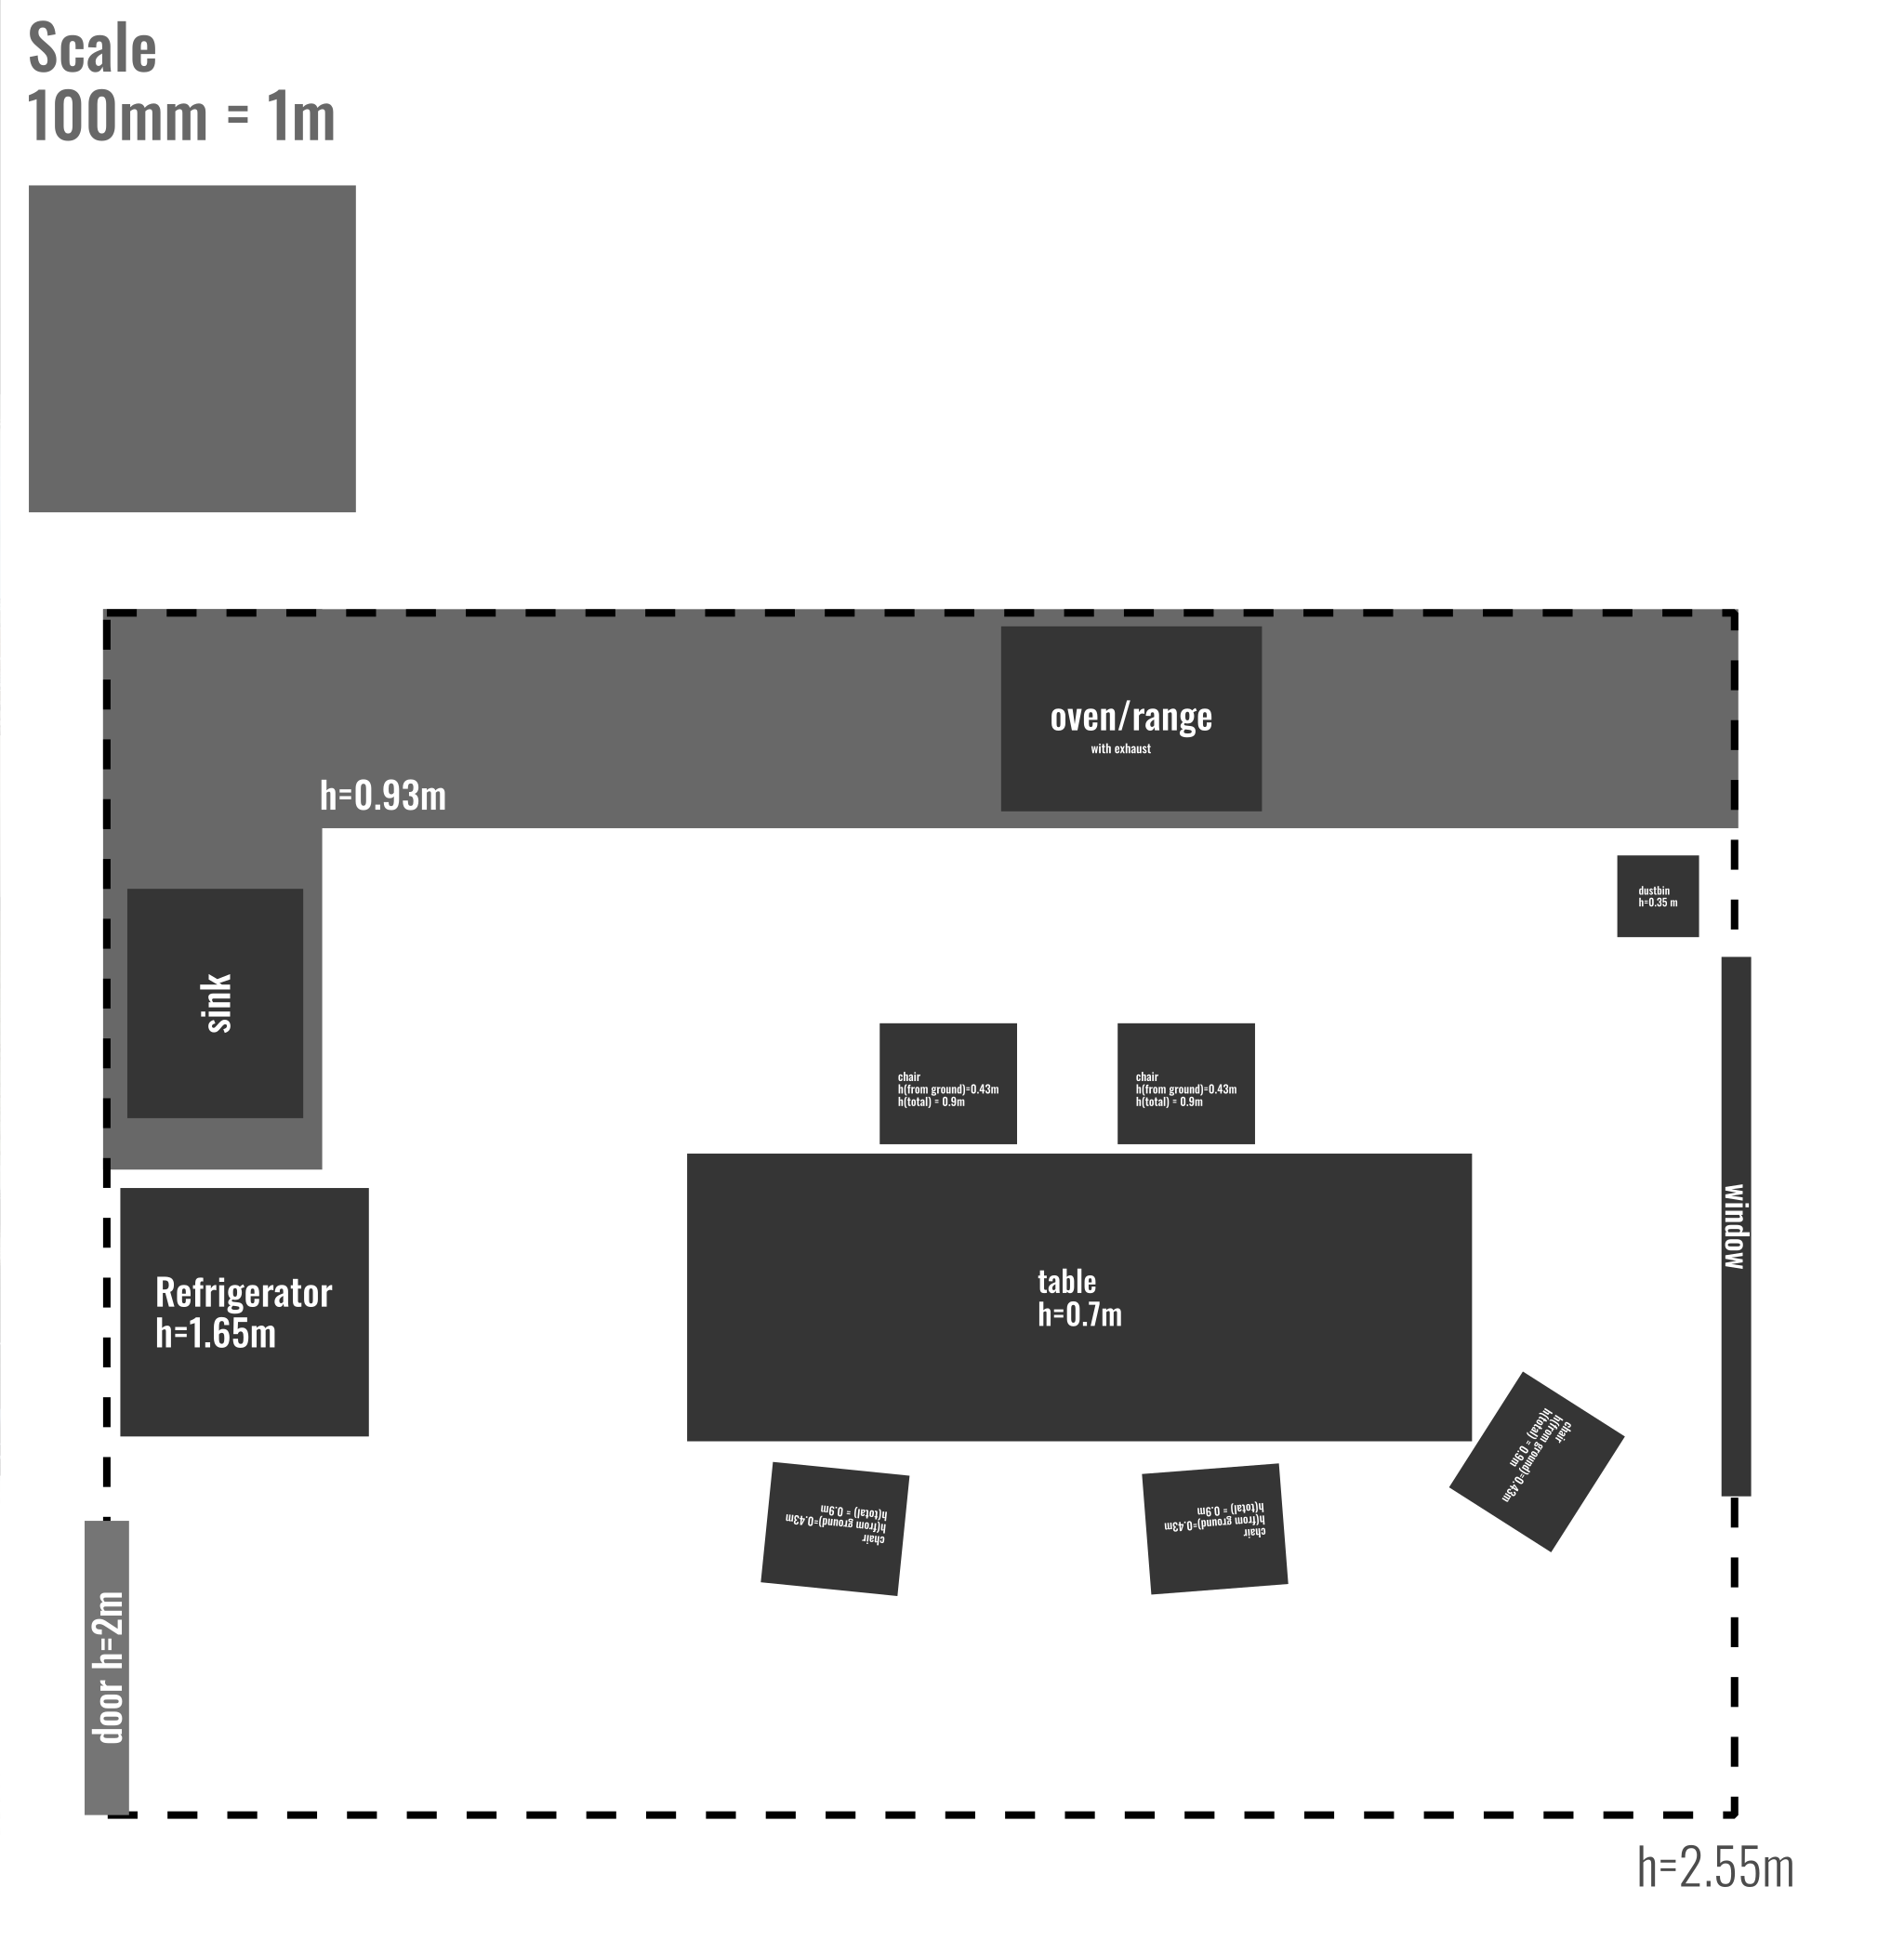 Scale
100mm = 1m
oven/range
with exhaust
h=0.93m
dustbin
h=0.35 m
sink
chair
h(from ground)=0.43m
h(total) = 0.9m
chair
h(from ground)=0.43m
h(total) = 0.9m
window
Refrigerator
h=1.65m
table
h=0.7m
chair
h(from ground)=0.43m
h(total) = 0.9m
chair
h(from ground)=0.43m
h(total) = 0.9m
chair
h(from ground)=0.43m
h(total) = 0.9m
door h=2m
h=2.55m